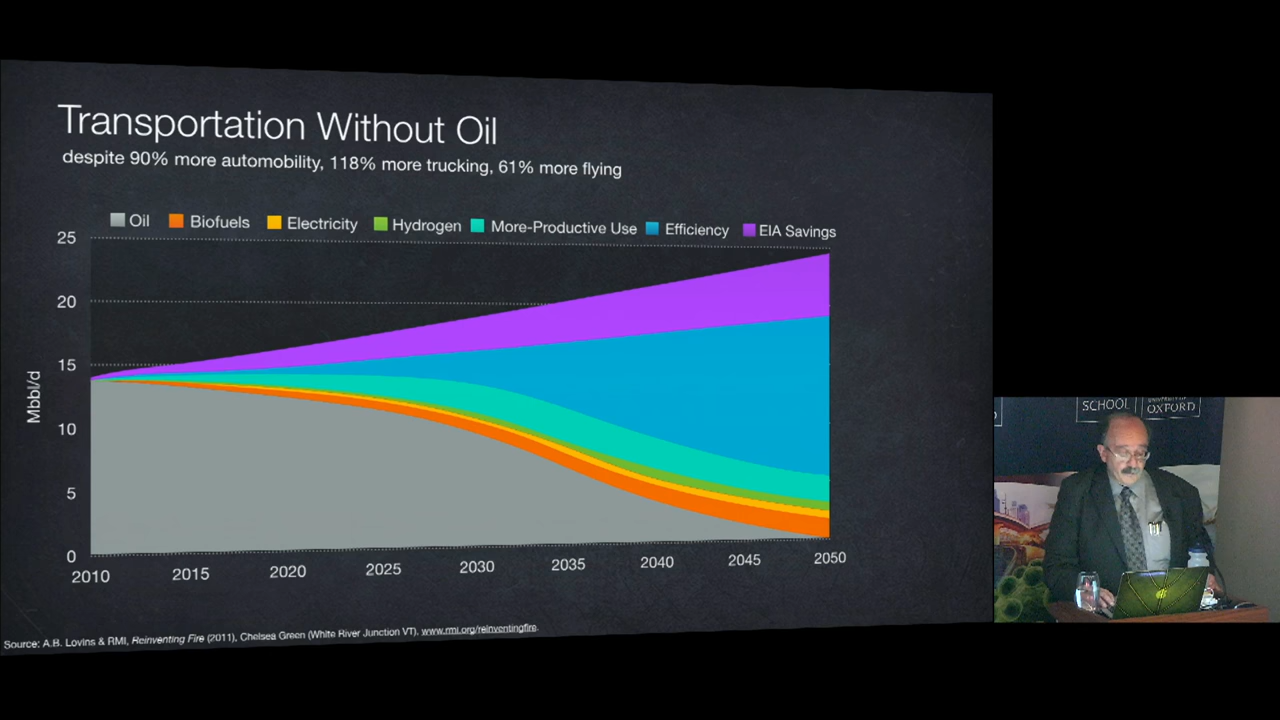 Transportation Without Oil
despite 90% more automobility, 118% more trucking, 61% more flying
Oil Biofuels Electricity Hydrogen More-Productive Use Efficiency EIA Savings
25
20
15
10
5
0
Mbbl/d
2010 2015 2020 2025 2030 2035 2040 2045 2050
Source: A.B. Lovins & RMI, Reinventing Fire (2011), Chelsea Green (White River Junction VT). www.rmi.org/reinventingfire.
SCHOOL
UNIVERSITY OF
OXFORD